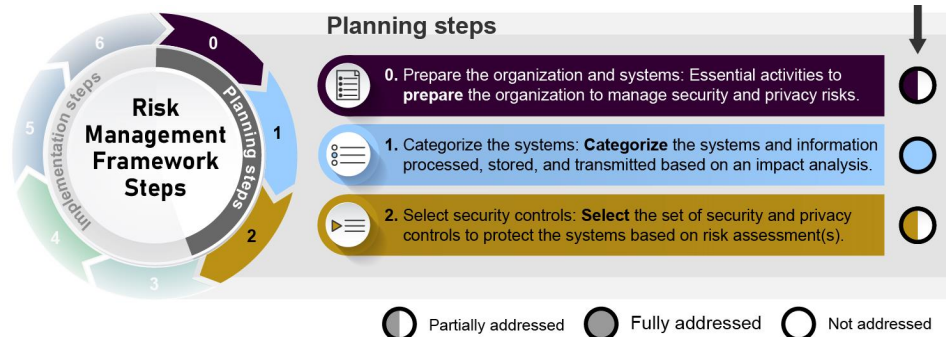 Planning steps
6
0
5
1
4
2
3
Implementation steps
Planning steps
Risk
Management
Framework
Steps
0. Prepare the organization and systems: Essential activities to
prepare the organization to manage security and privacy risks.
1. Categorize the systems: Categorize the systems and information
processed, stored, and transmitted based on an impact analysis.
2. Select security controls: Select the set of security and privacy
controls to protect the systems based on risk assessment(s).
Partially addressed
Fully addressed
Not addressed